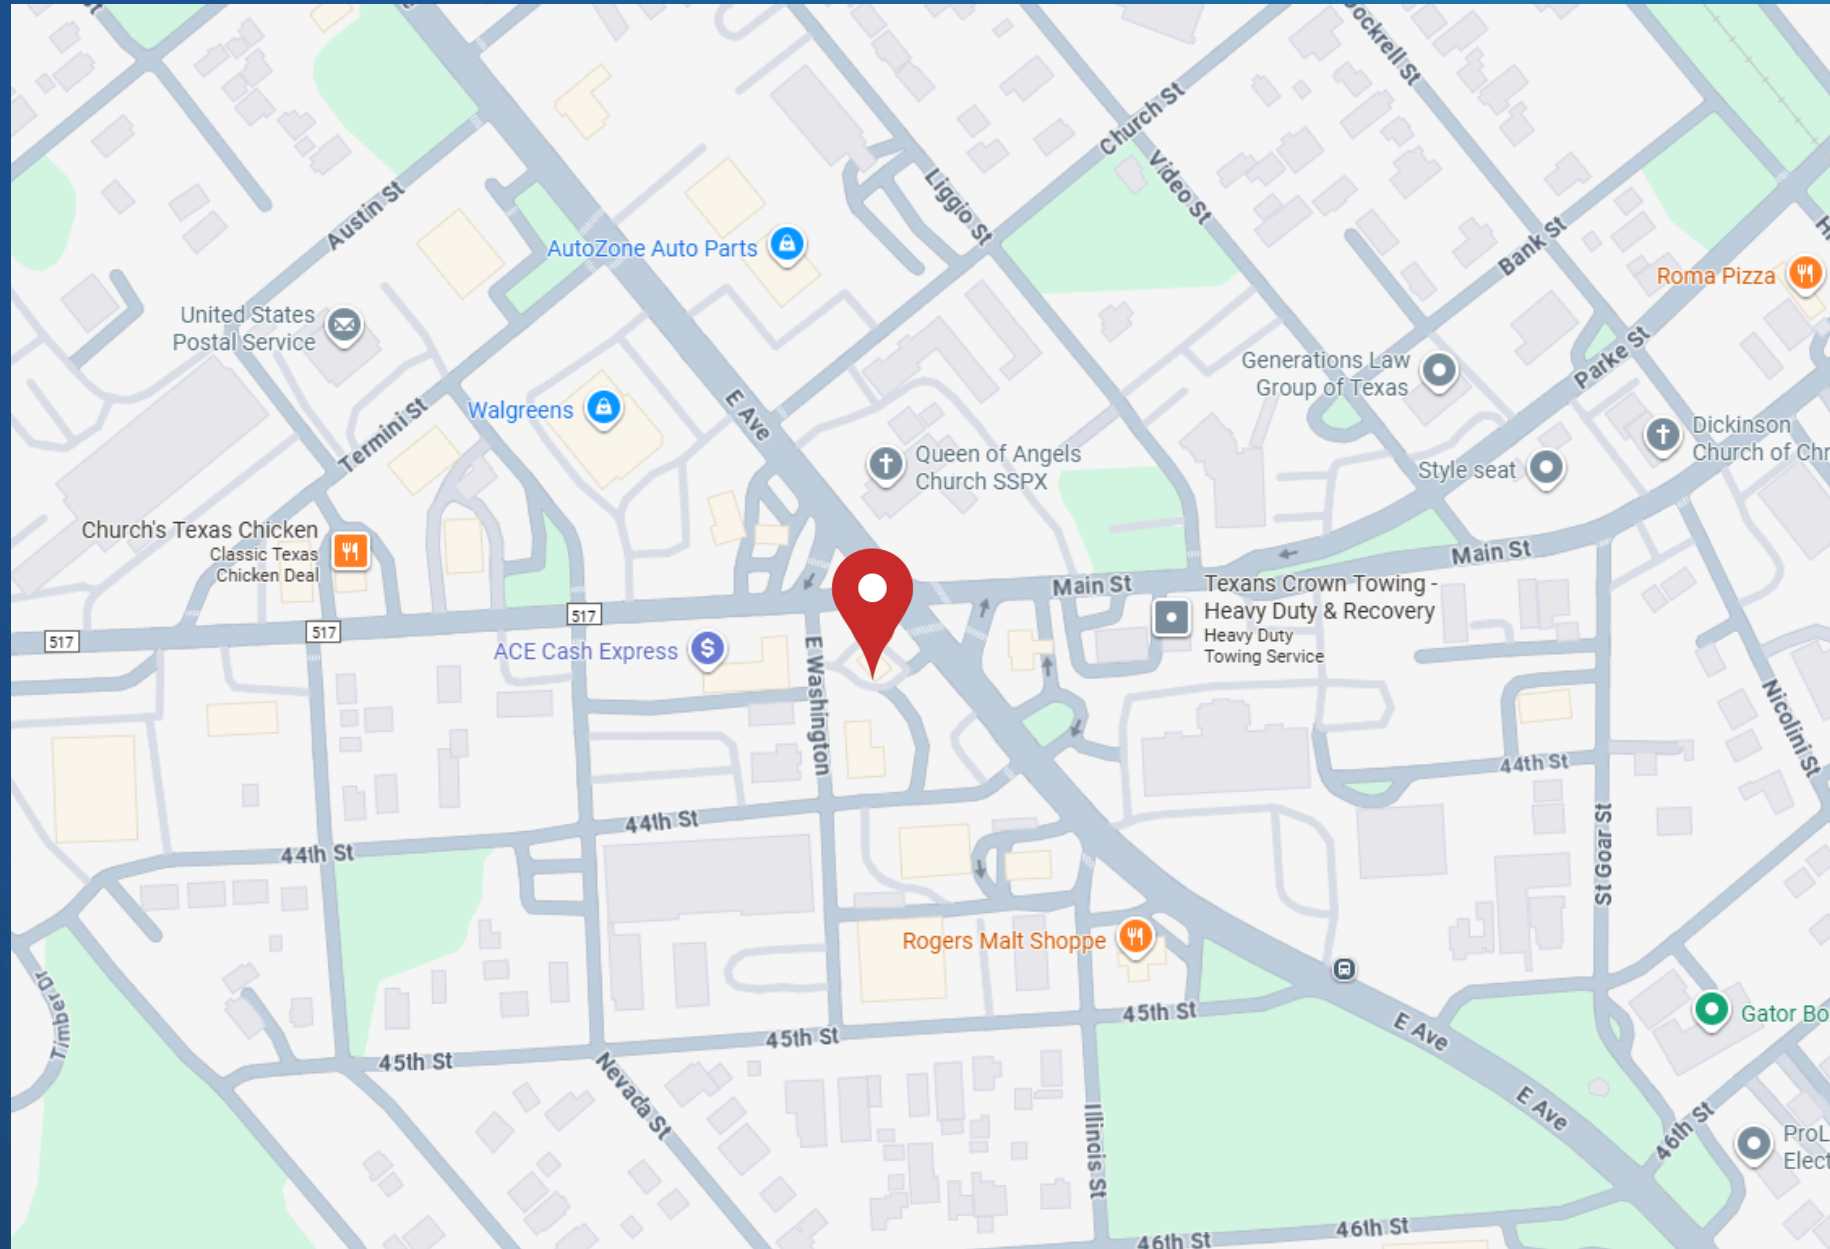 Dockrell St
Church St
Video St
Liggio St
Austin St
AutoZone Auto Parts
Bank St
Roma Pizza
United States
Postal Service
Parke St
Generations Law
Group of Texas
E Ave
Walgreens
Termini St
Dickinson
Church of Chr
Queen of Angels
Church SSPX
Style seat
Church's Texas Chicken
Classic Texas
Chicken Deal
Main St
Main St
Texans Crown Towing -
Heavy Duty & Recovery
Heavy Duty
Towing Service
517
517
517
ACE Cash Express
E Washington
Nicolini St
44th St
44th St
44th St
St Goar St
Rogers Malt Shoppe
Timber Dr
45th St
45th St
45th St
E Ave
Gator Bo
Nevada St
E Ave
Illinois St
46th St
ProL
Elect
46th St
46th St